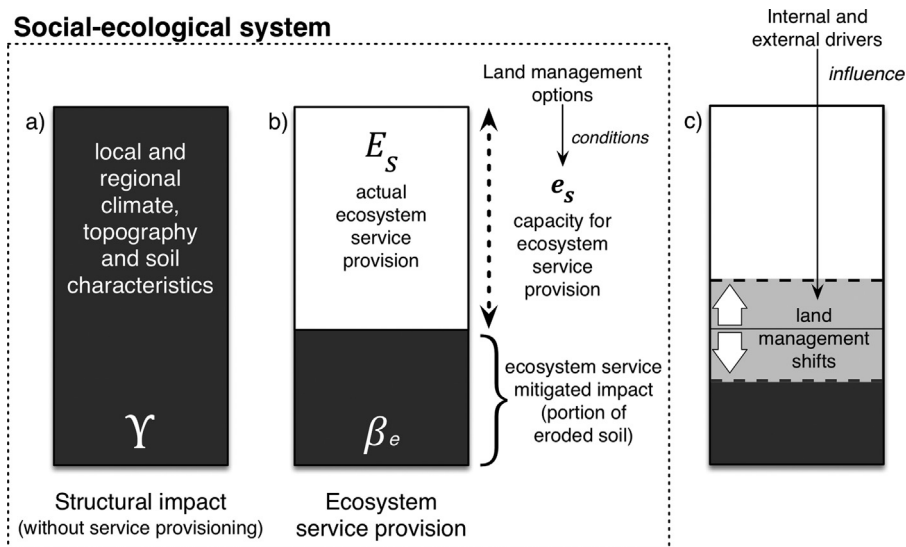 Social-ecological system
a)
local and
regional
climate,
topography
and soil
characteristics
ϒ
Structural impact
(without service provisioning)
b)
E_s
actual
ecosystem
service
provision
β_e
Ecosystem
service provision
Land management
options
conditions
e_s
capacity for
ecosystem
service
provision
ecosystem service
mitigated impact
(portion of
eroded soil)
Internal and
external drivers
influence
c)
land
management
shifts